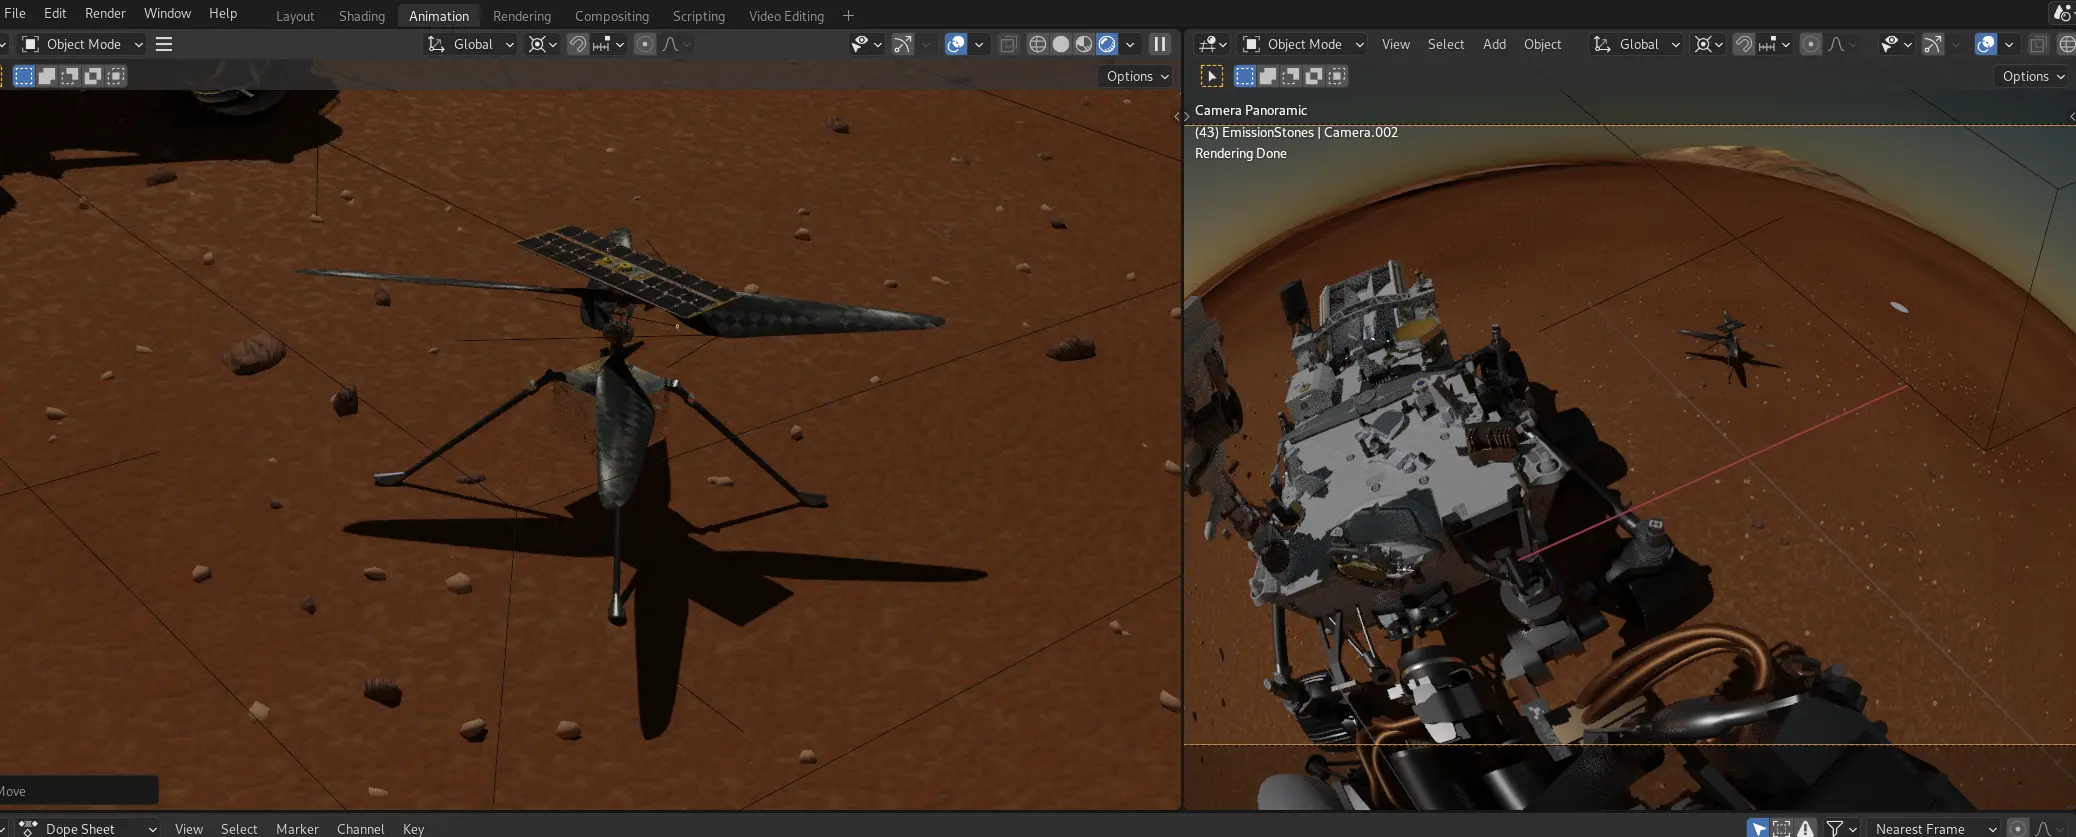 File Edit Render Window Help Layout Shading Animation Rendering Compositing Scripting Video Editing
Object Mode Global
Object Mode View Select Add Object Global
Options
Options
Camera Panoramic
(43) EmissionStones | Camera.002
Rendering Done
Move
Dope Sheet View Select Marker Channel Key Nearest Frame